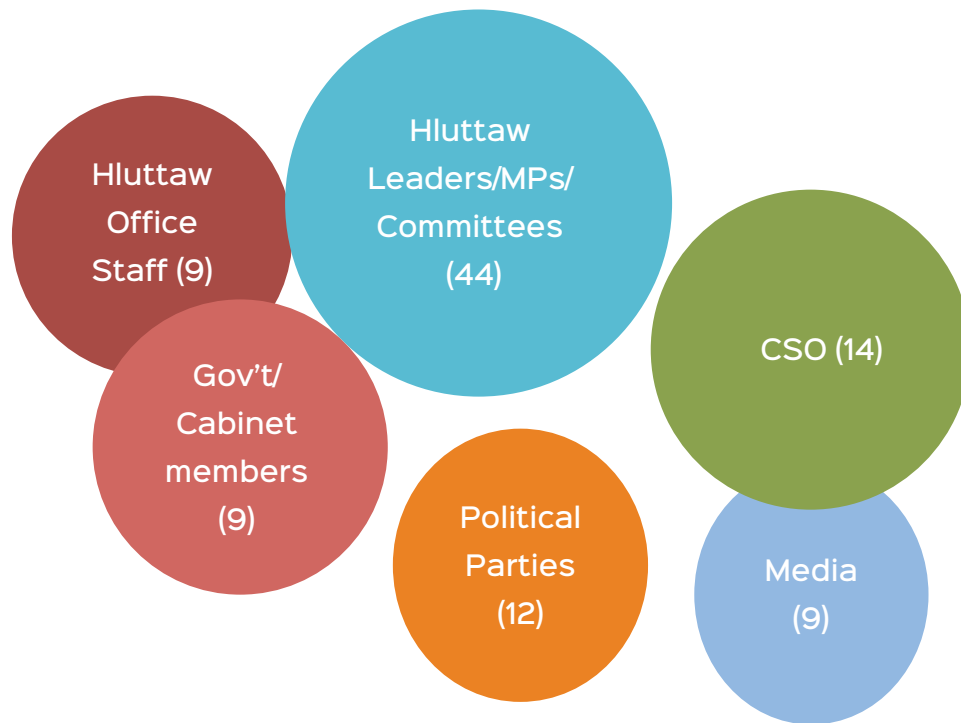 Hluttaw
Office
Staff (9)
Hluttaw
Leaders/MPs/
Committees
(44)
CSO (14)
Gov’t/
Cabinet
members
(9)
Political
Parties
(12)
Media
(9)